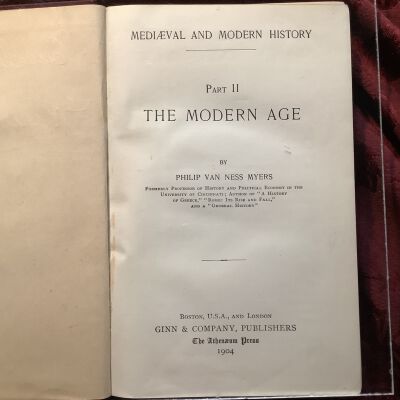 MEDIÆVAL AND MODERN HISTORY
PART II
THE MODERN AGE
BY
PHILIP VAN NESS MYERS
FORMERLY PROFESSOR OF HISTORY AND POLITICAL ECONOMY IN THE
UNIVERSITY OF CINCINNATI; AUTHOR OF "A HISTORY
OF GREECE," "ROME: ITS RISE AND FALL,"
AND A "GENERAL HISTORY"
BOSTON, U.S.A., AND LONDON
GINN & COMPANY, PUBLISHERS
The Athenæum Press
1904